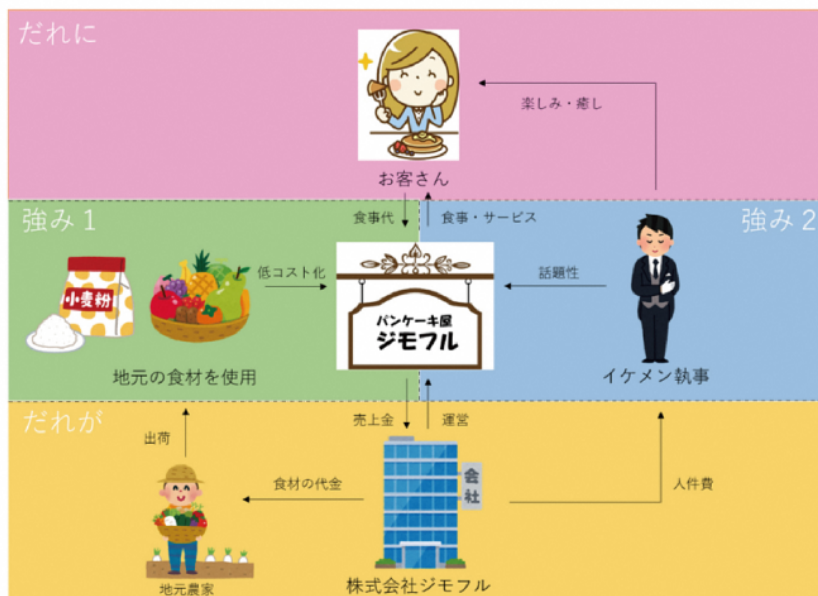 だれに
楽しみ・癒し
お客さん
強み1
食事代
食事・サービス
強み2
小麦粉
低コスト化
パンケーキ屋
ジモフル
話題性
地元の食材を使用
イケメン執事
だれが
売上金
運営
出荷
食材の代金
会社
人件費
地元農家
株式会社ジモフル